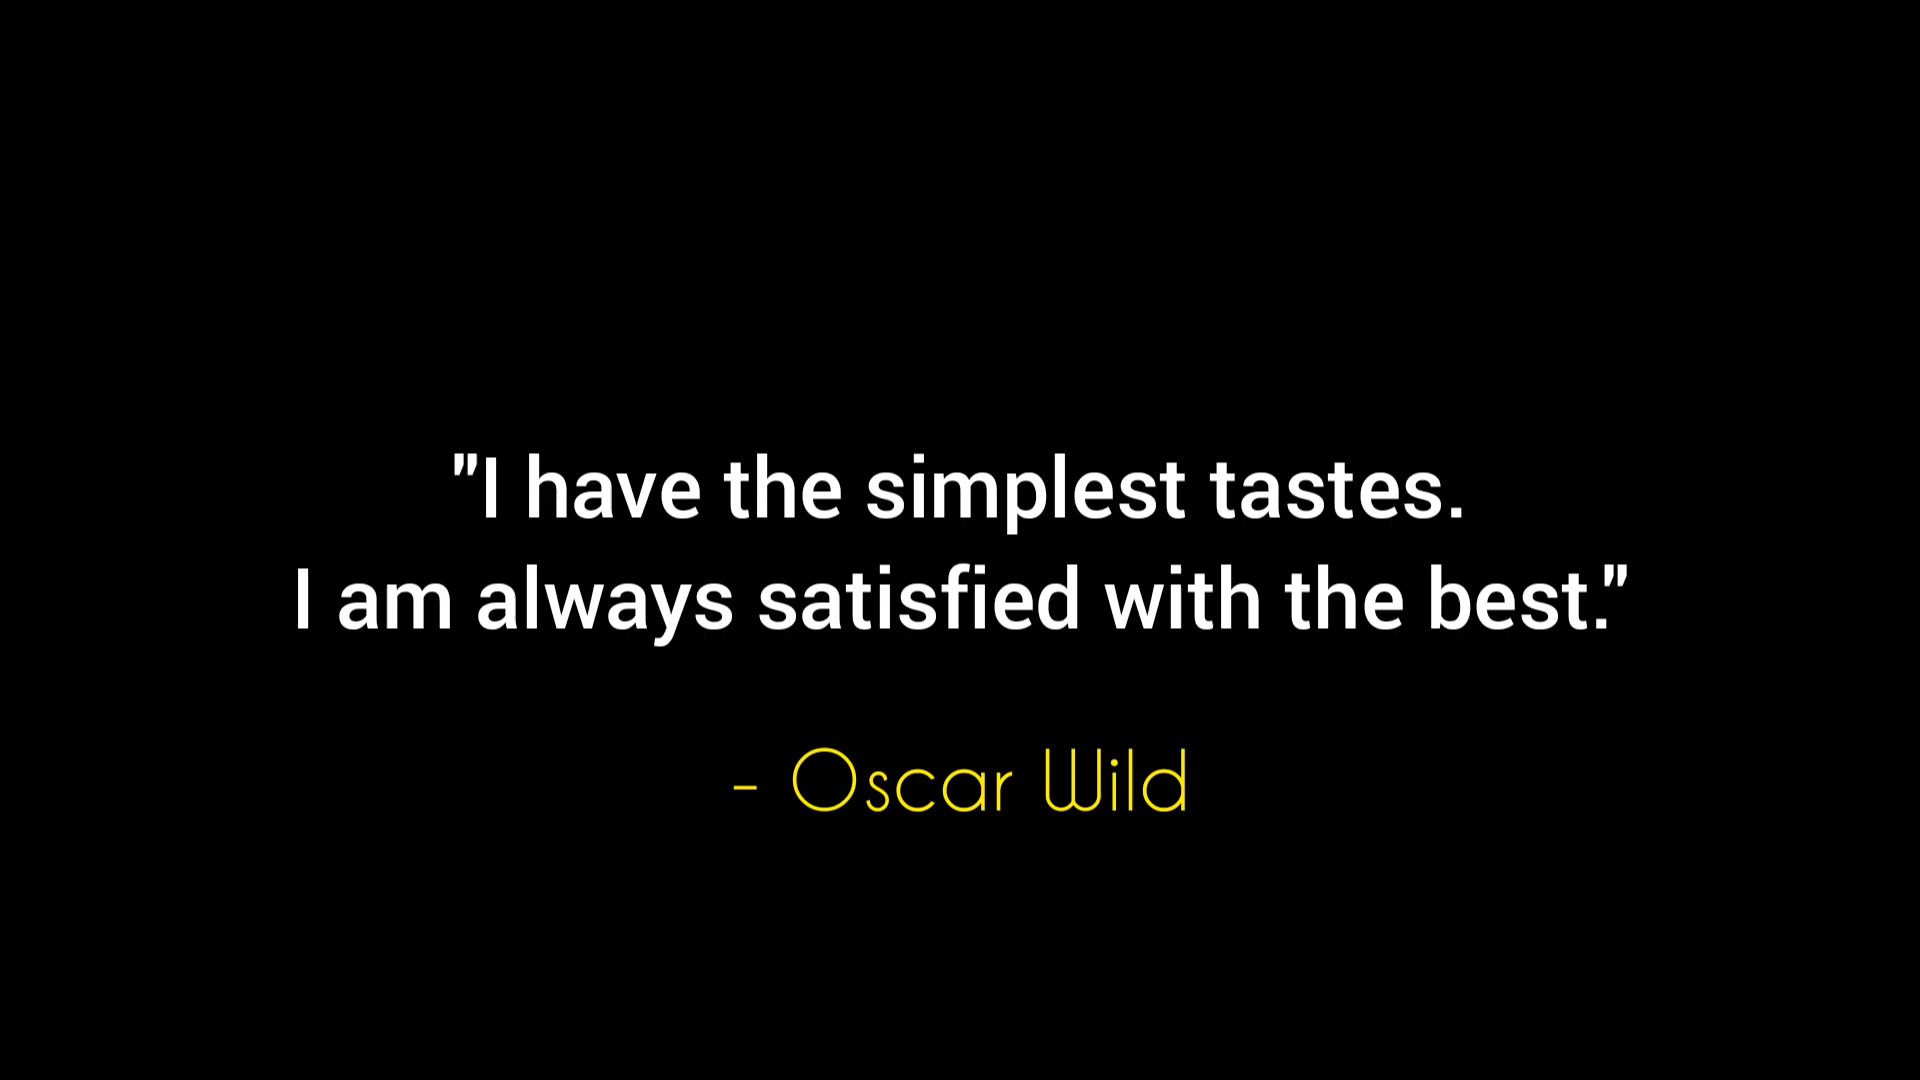 "I have the simplest tastes.
I am always satisfied with the best."
- Oscar Wild